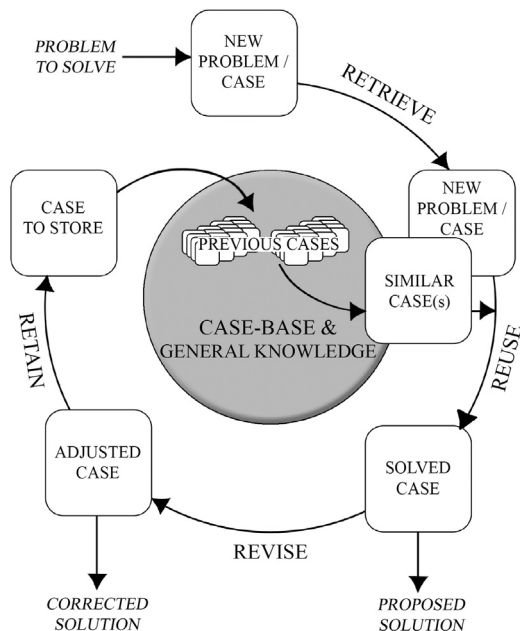 PROBLEM
TO SOLVE
NEW
PROBLEM /
CASE
RETRIEVE
NEW
PROBLEM /
CASE
CASE
TO STORE
PREVIOUS CASES
SIMILAR
CASE(s)
CASE-BASE &
GENERAL KNOWLEDGE
REUSE
RETAIN
ADJUSTED
CASE
SOLVED
CASE
REVISE
CORRECTED
SOLUTION
PROPOSED
SOLUTION